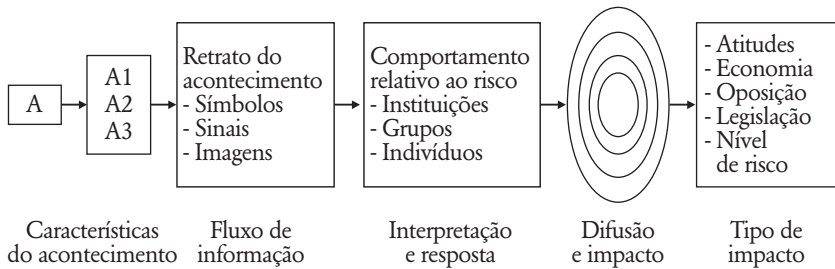 A
A1
A2
A3
Retrato do
acontecimento
- Símbolos
- Sinais
- Imagens
Comportamento
relativo ao risco
- Instituições
- Grupos
- Indivíduos
- Atitudes
- Economia
- Oposição
- Legislação
- Nível
de risco
Características
do acontecimento
Fluxo de
informação
Interpretação
e resposta
Difusão
e impacto
Tipo de
impacto